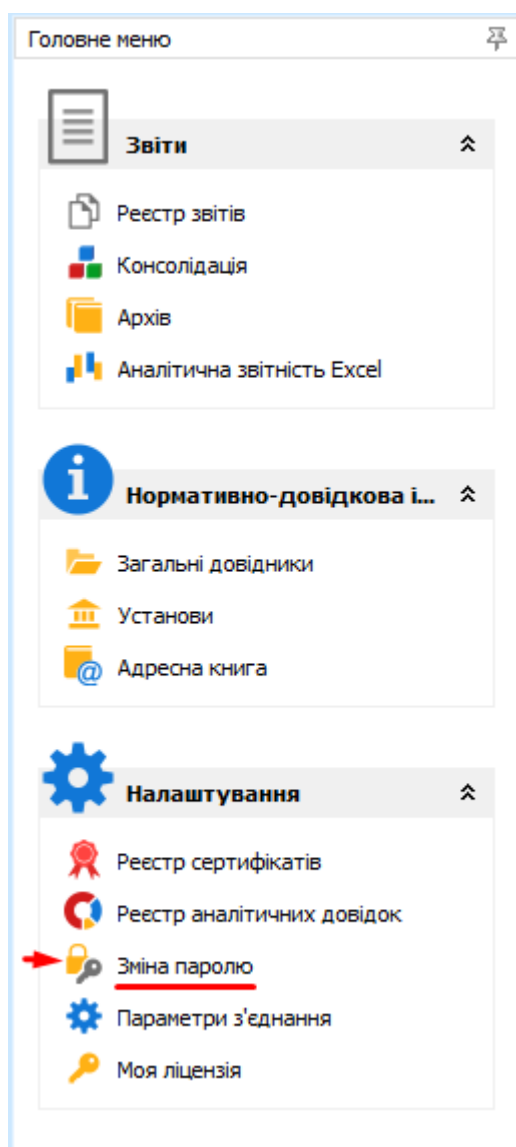 Головне меню
Звіти
Реєстр звітів
Консолідація
Архів
Аналітична звітність Excel
Нормативно-довідкова і...
Загальні довідники
Установи
Адресна книга
Налаштування
Реєстр сертифікатів
Реєстр аналітичних довідок
Зміна паролю
Параметри з'єднання
Моя ліцензія